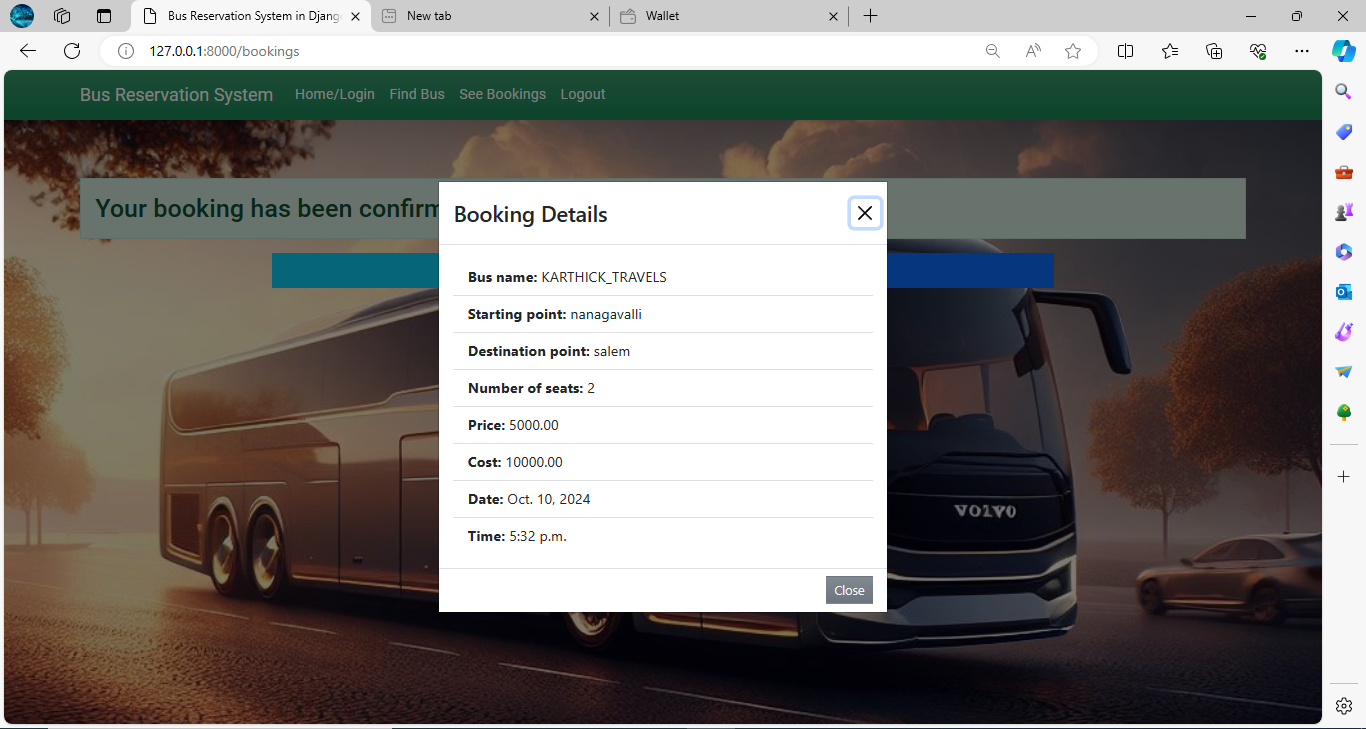 Bus Reservation System in Djang
New tab
Wallet
127.0.0.1:8000/bookings
Bus Reservation System
Home/Login
Find Bus
See Bookings
Logout
Your booking has been confirm
Booking Details
Bus name: KARTHICK_TRAVELS
Starting point: nanagavalli
Destination point: salem
Number of seats: 2
Price: 5000.00
Cost: 10000.00
Date: Oct. 10, 2024
Time: 5:32 p.m.
Close
VOLVO